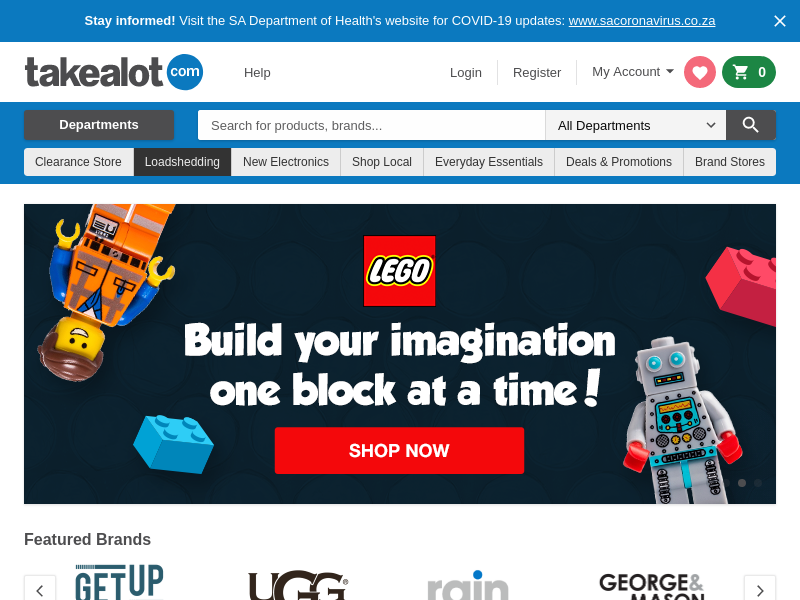 Stay informed! Visit the SA Department of Health's website for COVID-19 updates: www.sacoronavirus.co.za
takealot com
Help
Login
Register
My Account
0
Departments
Search for products, brands...
All Departments
Clearance Store
Loadshedding
New Electronics
Shop Local
Everyday Essentials
Deals & Promotions
Brand Stores
LEGO
Build your imagination
one block at a time!
SHOP NOW
Featured Brands
GETUP
UGG
rain
GEORGE&
MASON